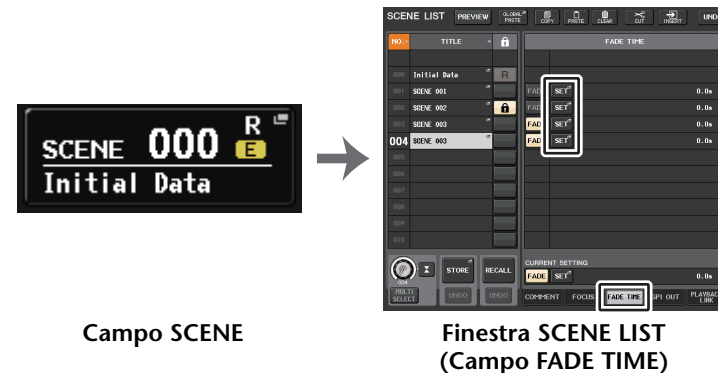 SCENE LIST PREVIEW GLOBAL PASTE COPY PASTE CLEAR CUT INSERT UND
NO. TITLE FADE TIME
000 Initial Data R
001 SCENE 001 FAD SET 0.0s
002 SCENE 002 FAD SET 0.0s
003 SCENE 003 FAD SET 0.0s
004 SCENE 003 FAD SET 0.0s
005
006
007
008
009
010
CURRENT SETTING
STORE RECALL FADE SET 0.0s
004
MULTI SELECT UNDO UNDO COMMENT FOCUS FADE TIME GPI OUT PLAYBAC LINK
SCENE 000 R E
Initial Data
Campo SCENE
Finestra SCENE LIST
(Campo FADE TIME)